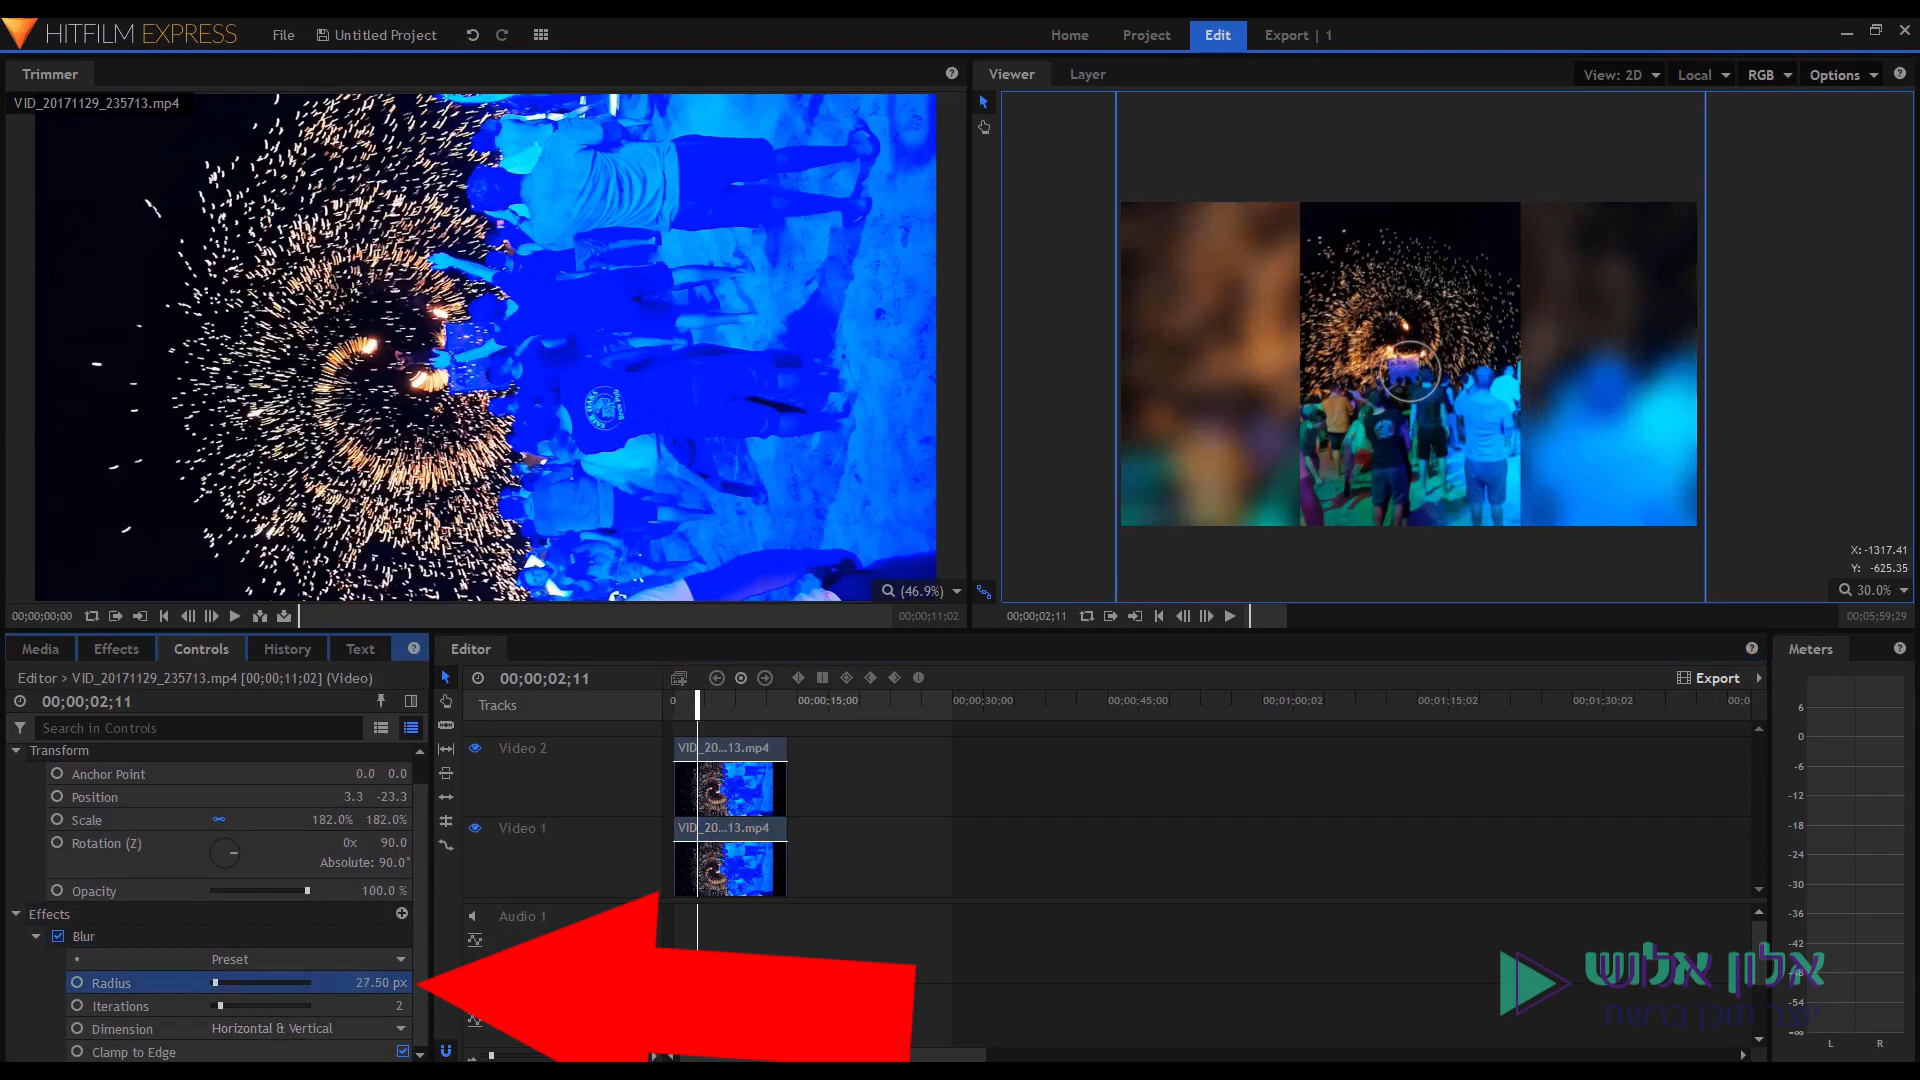 HITFILM EXPRESS
File
Untitled Project
Home
Project
Edit
Export | 1
Trimmer
VID_20171129_235713.mp4
(46.9%)
00;00;00;00
00;00;11;02
Viewer
Layer
View: 2D
Local
RGB
Options
X: -1317.41
Y: -625.35
30.0%
00;00;02;11
00;05;59;29
Media
Effects
Controls
History
Text
Editor > VID_20171129_235713.mp4 [00;00;11;02] (Video)
00;00;02;11
Search in Controls
Transform
Anchor Point 0.0 0.0
Position 3.3 -23.3
Scale 182.0% 182.0%
Rotation (Z) 0x 90.0
Absolute: 90.0°
Opacity 100.0 %
Effects
Blur
Preset
Radius 27.50 px
Iterations 2
Dimension Horizontal & Vertical
Clamp to Edge
Editor
00;00;02;11
Export
Tracks
0 00;00;15;00 00;00;30;00 00;00;45;00 00;01;00;02 00;01;15;02 00;01;30;02 00;0
Video 2
VID_20...13.mp4
Video 1
VID_20...13.mp4
Audio 1
Meters
6
0
-6
-12
-18
-24
-30
-36
-42
-48
-54
-∞
L R
אלון אלוש
יוצר תוכן ברשת